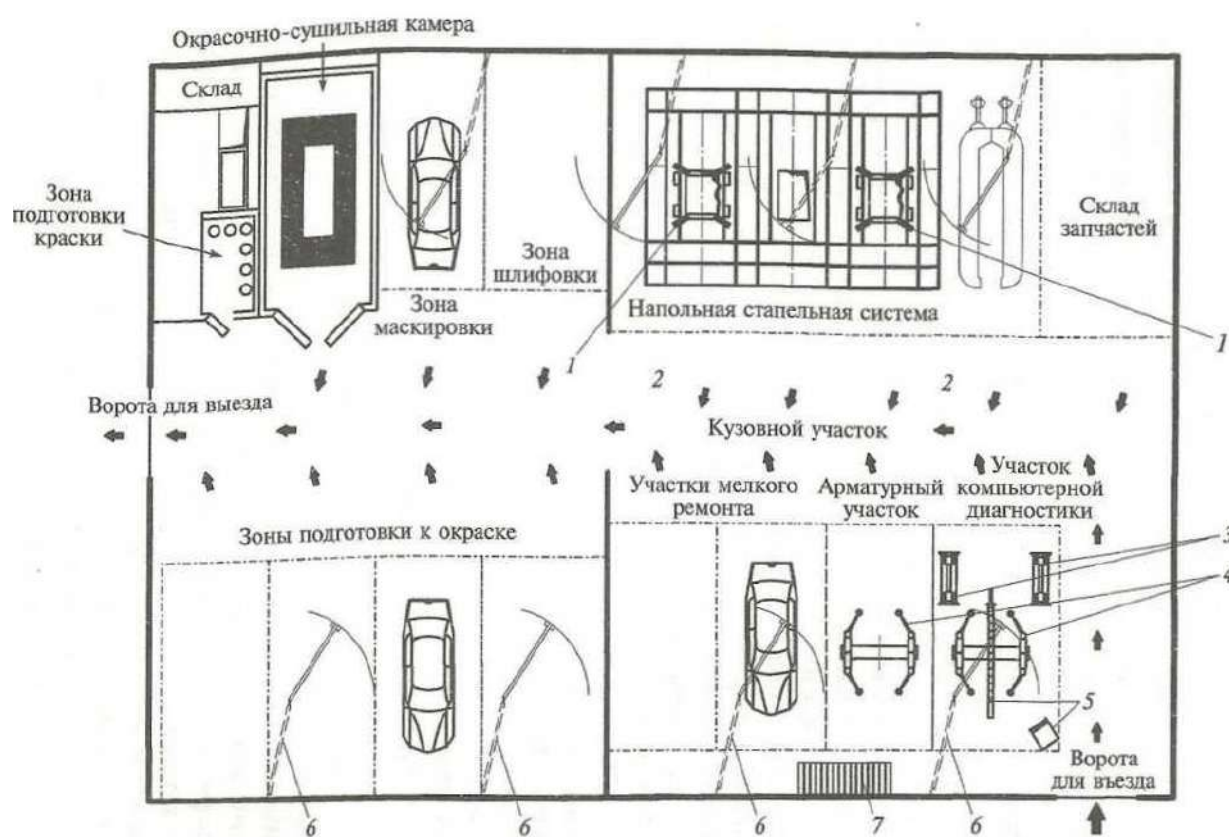 Окрасочно-сушильная камера
Склад
Зона
подготовки
краски
Зона
маскировки
Зона
шлифовки
Напольная стапельная система
Склад
запчастей
1
1
2
2
Ворота для выезда
Кузовной участок
Участки мелкого
ремонта
Арматурный
участок
Участок
компьютерной
диагностики
Зоны подготовки к окраске
3
4
5
Ворота
для въезда
6
6
6
7
6